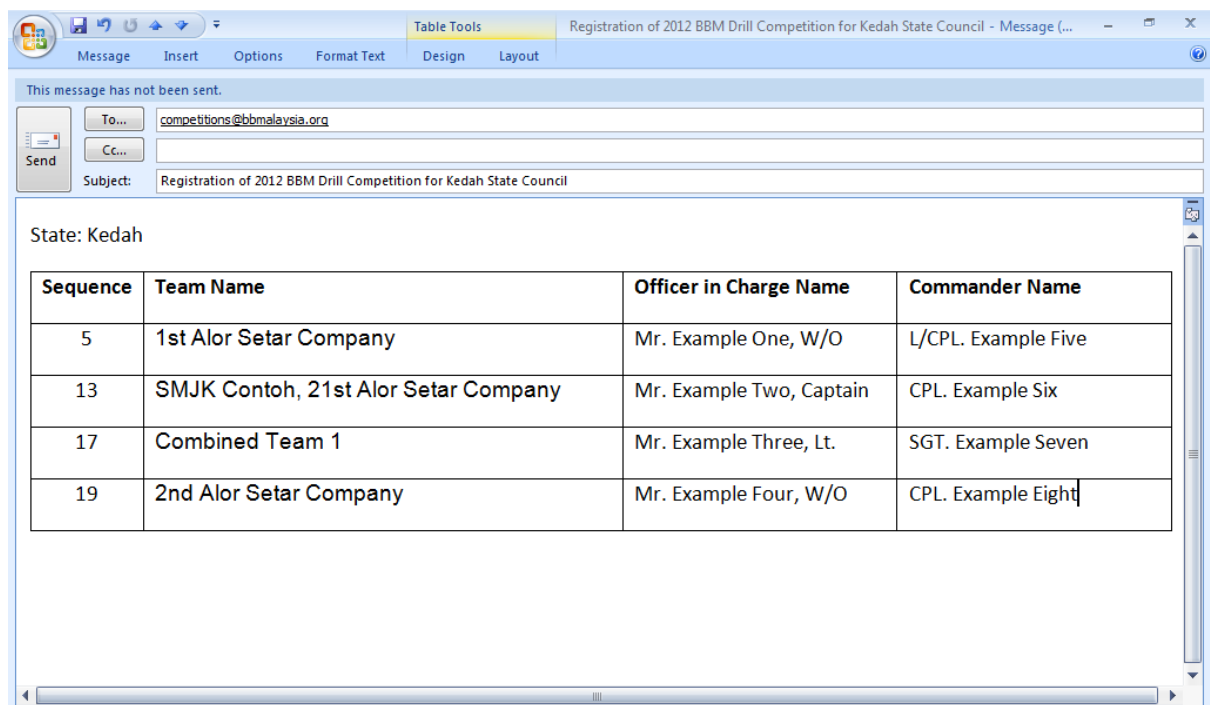 Table Tools
Registration of 2012 BBM Drill Competition for Kedah State Council - Message (...
Message Insert Options Format Text Design Layout
This message has not been sent.
To... competitions@bbmalaysia.org
Cc...
Send
Subject: Registration of 2012 BBM Drill Competition for Kedah State Council
State: Kedah
Sequence Team Name Officer in Charge Name Commander Name
5 1st Alor Setar Company Mr. Example One, W/O L/CPL. Example Five
13 SMJK Contoh, 21st Alor Setar Company Mr. Example Two, Captain CPL. Example Six
17 Combined Team 1 Mr. Example Three, Lt. SGT. Example Seven
19 2nd Alor Setar Company Mr. Example Four, W/O CPL. Example Eight